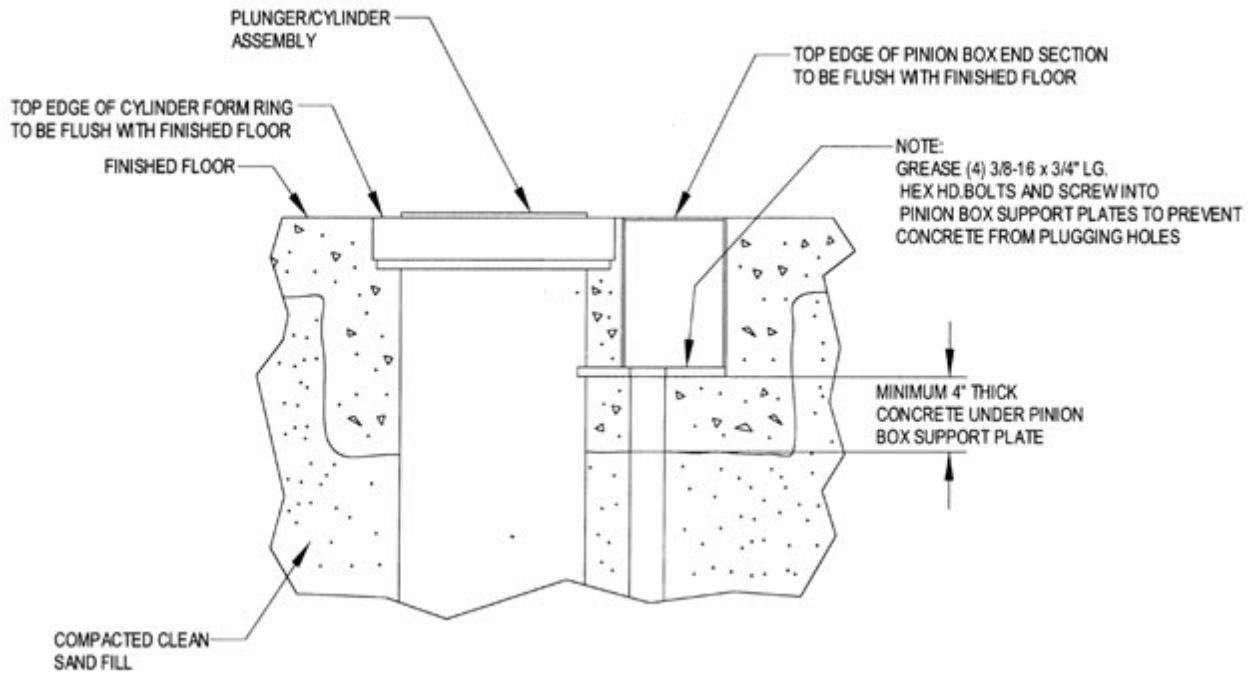 PLUNGER/CYLINDER
ASSEMBLY
TOP EDGE OF PINION BOX END SECTION
TO BE FLUSH WITH FINISHED FLOOR
TOP EDGE OF CYLINDER FORM RING
TO BE FLUSH WITH FINISHED FLOOR
FINISHED FLOOR
NOTE:
GREASE (4) 3/8-16 x 3/4" LG.
HEX HD.BOLTS AND SCREW INTO
PINION BOX SUPPORT PLATES TO PREVENT
CONCRETE FROM PLUGGING HOLES
MINIMUM 4" THICK
CONCRETE UNDER PINION
BOX SUPPORT PLATE
COMPACTED CLEAN
SAND FILL